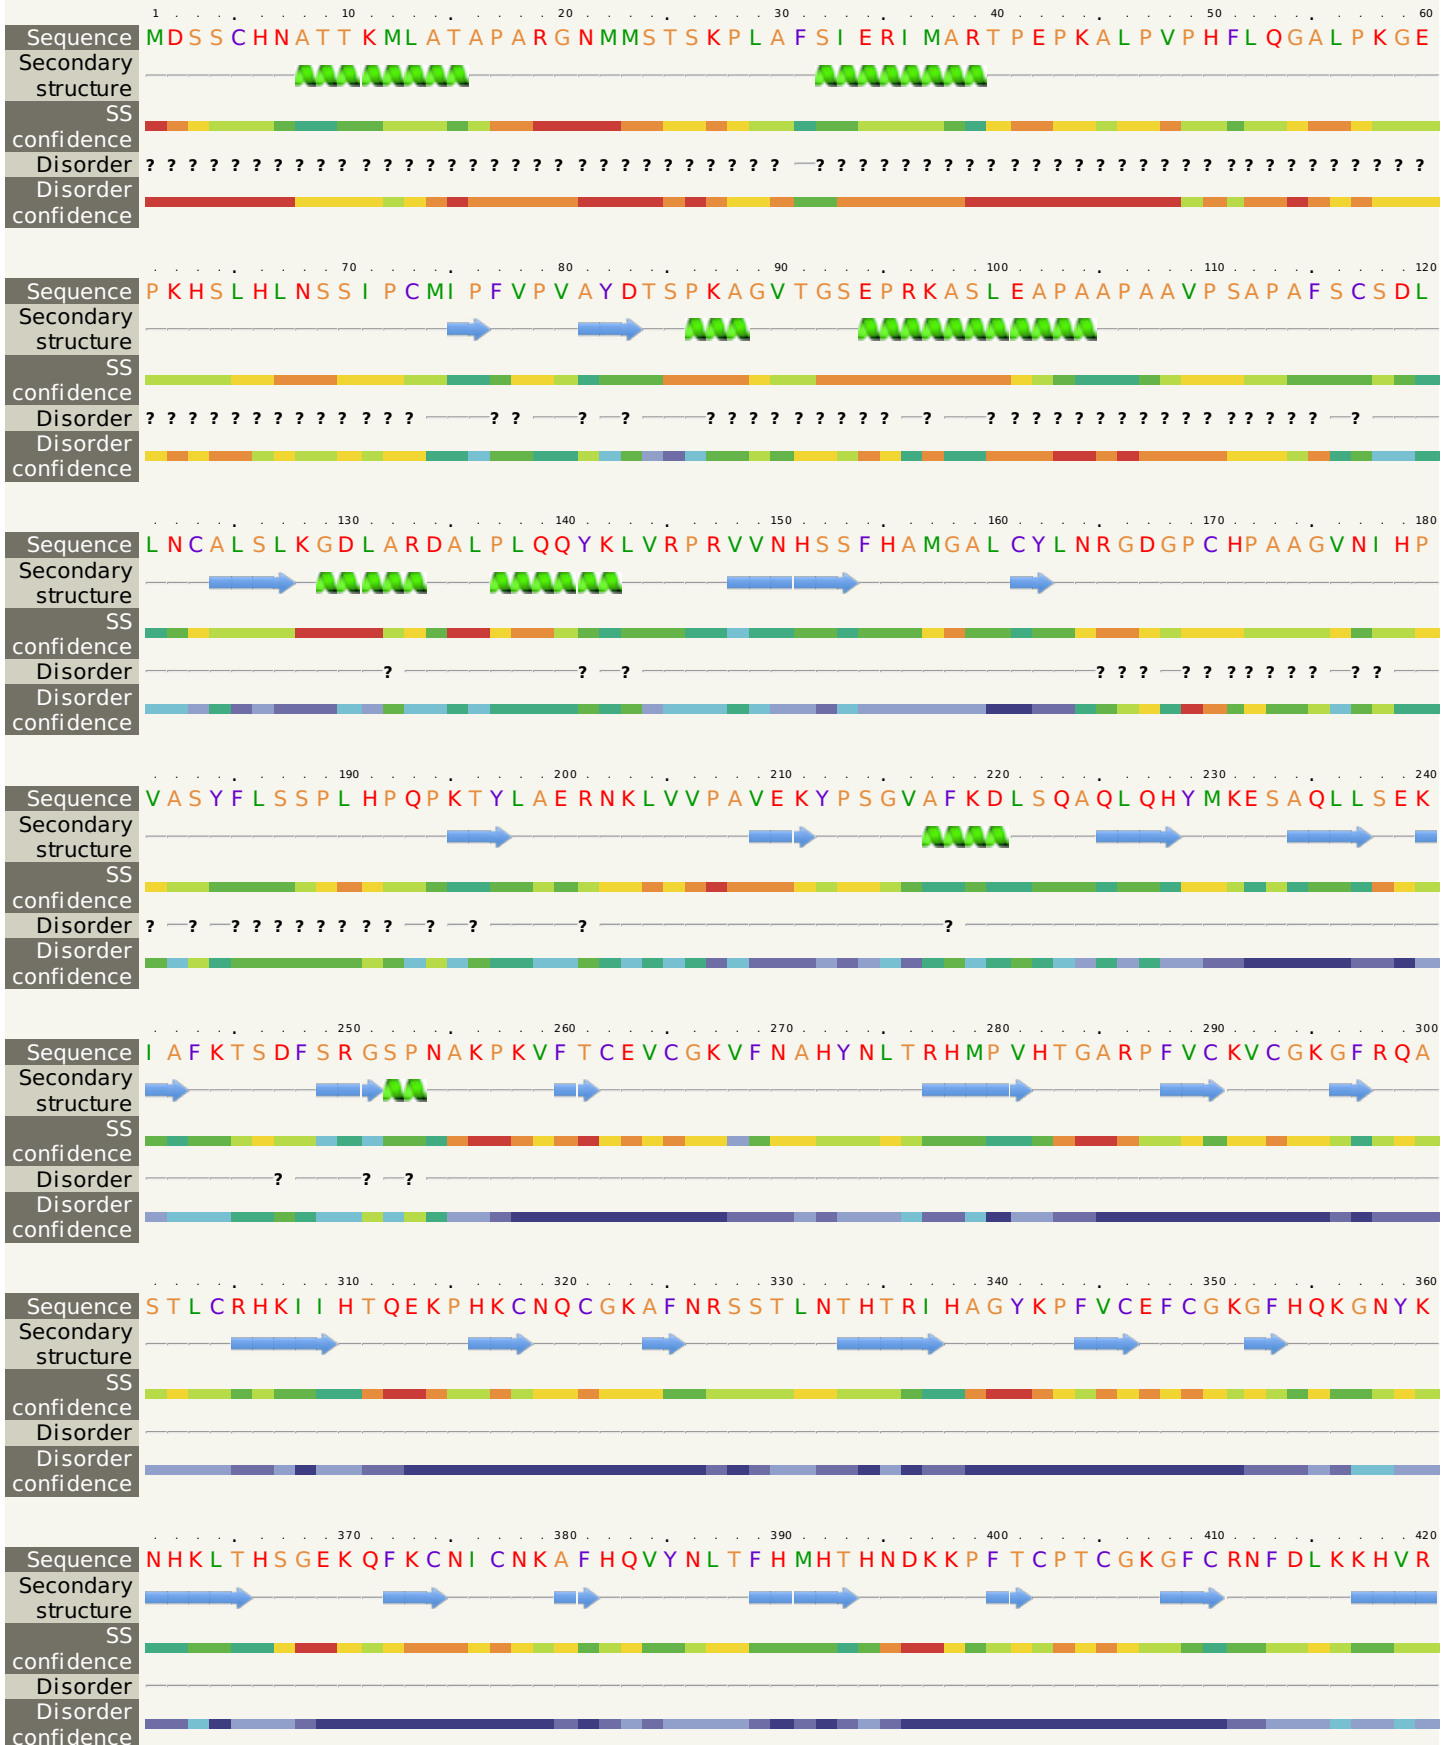 1 10 20 30 40 50 60
Sequence MDSSCHNATTKMLATAPARGNMMSTSKPLAFSIERIMARTPEPKALPVPHFLQGALPKGE
Secondary
structure
SS
confidence
Disorder ? ? ? ? ? ? ? ? ? ? ? ? ? ? ? ? ? ? ? ? ? ? ? ? ? ? ? ? ? ? ? ? ? ? ? ? ? ? ? ? ? ? ? ? ? ? ? ? ? ? ? ? ? ? ? ? ? ? ?
Disorder
confidence
70 80 90 100 110 120
Sequence PKHSLHLNSSIPCMIPFVPVAYDTSPKAGVTGSEPRKASLEAPAAPAAVPSAPAFSCSDL
Secondary
structure
SS
confidence
Disorder ? ? ? ? ? ? ? ? ? ? ? ? ? ? ? ? ? ? ? ? ? ? ? ? ? ? ? ? ? ? ? ? ? ? ? ? ? ? ? ? ? ? ? ? ?
Disorder
confidence
130 140 150 160 170 180
Sequence LNCALSLKGDLARDALPLQQYKLVRPRVVNHSSFHAMGALCYLNRGDGPCHPAAGVNIHP
Secondary
structure
SS
confidence
Disorder ? ? ? ? ? ? ? ? ? ? ? ? ? ? ?
Disorder
confidence
190 200 210 220 230 240
Sequence VASYFLSSPLHPQPKTYLAERNKLVVPAVEKYPSGVAFKDLSQAQLQHYMKESAQLLSEK
Secondary
structure
SS
confidence
Disorder ? ? ? ? ? ? ? ? ? ? ? ? ? ?
Disorder
confidence
250 260 270 280 290 300
Sequence IAFKTSDFSRGSPNAKPKVFTCEVCGKVFNAHYNLTRHMPVHTGARPFVCKVCGKGFRQA
Secondary
structure
SS
confidence
Disorder ? ? ?
Disorder
confidence
310 320 330 340 350 360
Sequence STLCRHKIIHTQEKPHKCNQCGKAFNRSSTLNTHTRIHAGYKPFVCEFCGKGFHQKGNYK
Secondary
structure
SS
confidence
Disorder
Disorder
confidence
370 380 390 400 410 420
Sequence NHKLTHSGEKQFKCNICNKAFHQVYNLTFHMHTHNDKKPFTCPTCGKGFCRNFDLKKHVR
Secondary
structure
SS
confidence
Disorder
Disorder
confidence